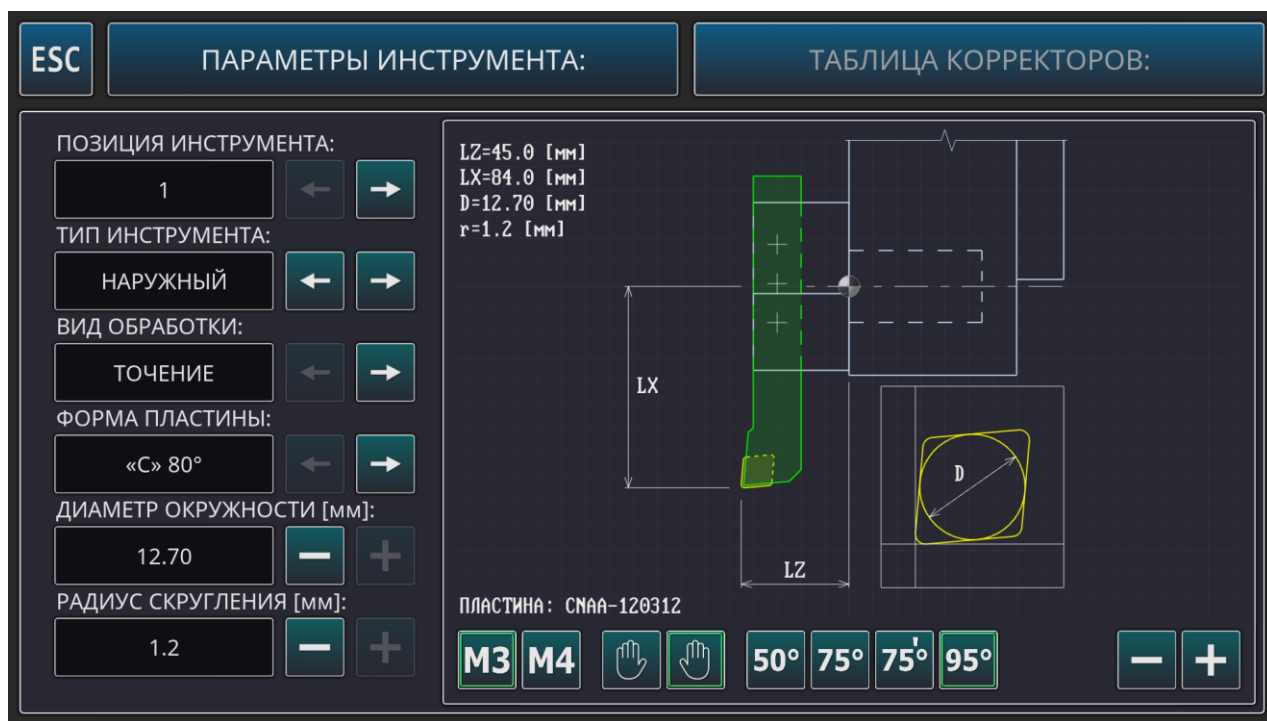 ESC
ПАРАМЕТРЫ ИНСТРУМЕНТА:
ТАБЛИЦА КОРРЕКТОРОВ:
ПОЗИЦИЯ ИНСТРУМЕНТА:
1
ТИП ИНСТРУМЕНТА:
НАРУЖНЫЙ
ВИД ОБРАБОТКИ:
ТОЧЕНИЕ
ФОРМА ПЛАСТИНЫ:
«C» 80°
ДИАМЕТР ОКРУЖНОСТИ [мм]:
12.70
РАДИУС СКРУГЛЕНИЯ [мм]:
1.2
LZ=45.0 [мм]
LX=84.0 [мм]
D=12.70 [мм]
r=1.2 [мм]
LX
D
LZ
ПЛАСТИНА: CNAA-120312
M3 M4 50° 75° 75°' 95°